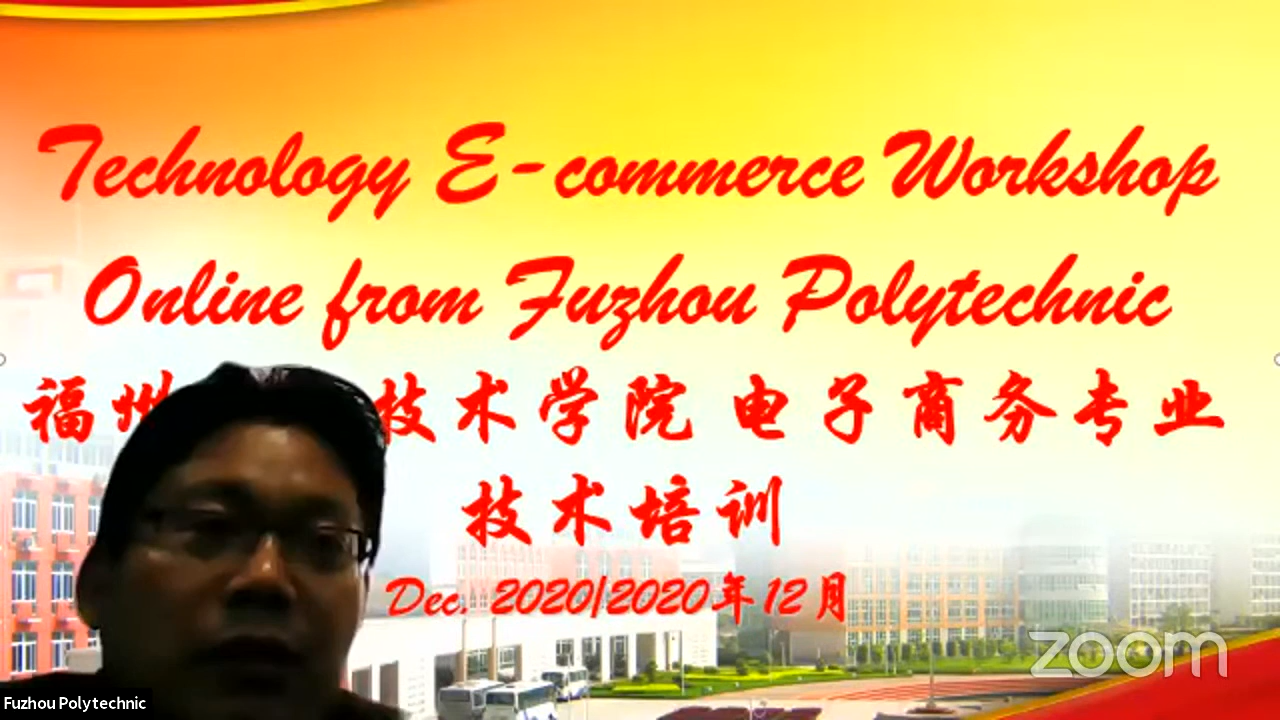 Technology E-commerce Workshop
Online from Fuzhou Polytechnic
福州 技术学院 电子商务专业
技术培训
Dec. 2020/2020年12月
zoom
Fuzhou Polytechnic